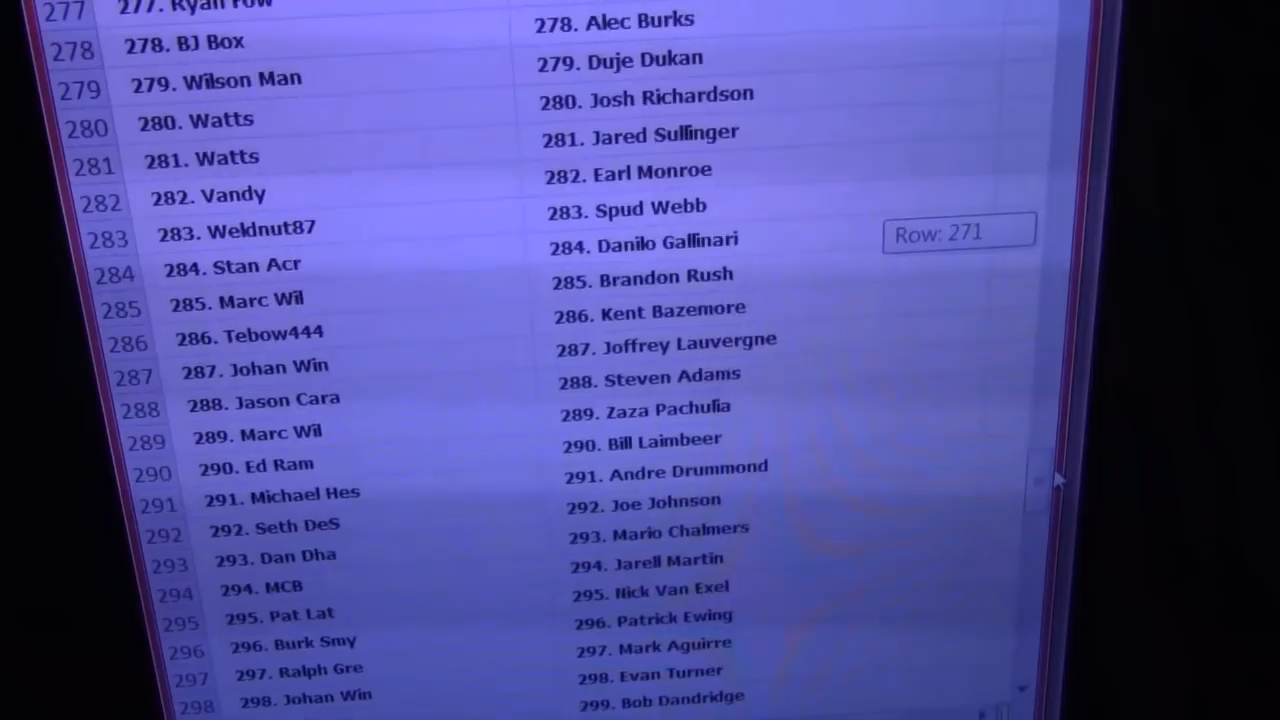 277 277. Ryan Pow
278 278. BJ Box 278. Alec Burks
279 279. Wilson Man 279. Duje Dukan
280 280. Watts 280. Josh Richardson
281 281. Watts 281. Jared Sullinger
282 282. Vandy 282. Earl Monroe
283 283. Weldnut87 283. Spud Webb
284 284. Stan Acr 284. Danilo Gallinari
Row: 271
285 285. Marc Wil 285. Brandon Rush
286 286. Tebow444 286. Kent Bazemore
287 287. Johan Win 287. Joffrey Lauvergne
288 288. Jason Cara 288. Steven Adams
289 289. Marc Wil 289. Zaza Pachulia
290 290. Ed Ram 290. Bill Laimbeer
291 291. Michael Hes 291. Andre Drummond
292 292. Seth DeS 292. Joe Johnson
293 293. Dan Dha 293. Mario Chalmers
294 294. MCB 294. Jarell Martin
295 295. Pat Lat 295. Nick Van Exel
296 296. Burk Smy 296. Patrick Ewing
297 297. Ralph Gre 297. Mark Aguirre
298 298. Johan Win 298. Evan Turner
299. Bob Dandridge